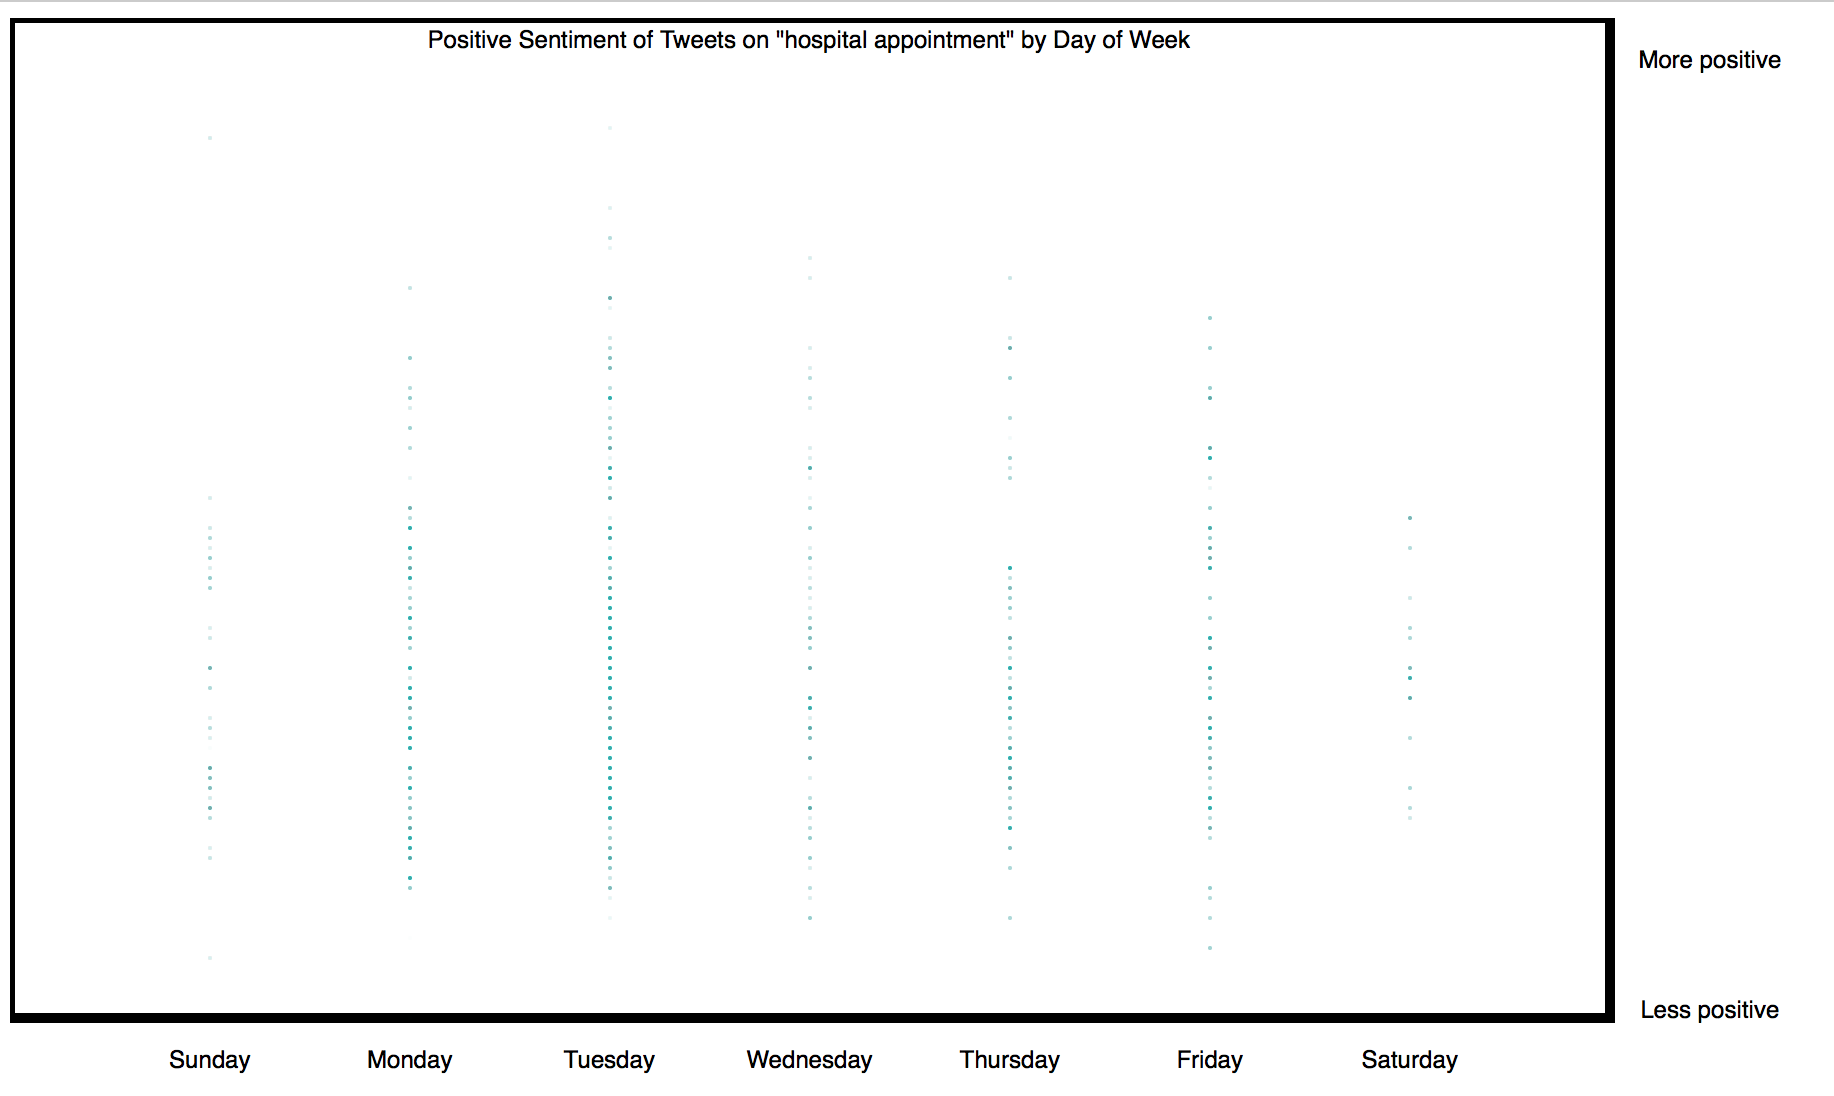 Positive Sentiment of Tweets on "hospital appointment" by Day of Week
More positive
Less positive
Sunday Monday Tuesday Wednesday Thursday Friday Saturday